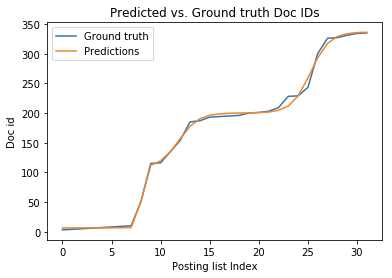 Predicted vs. Ground truth Doc IDs
Ground truth
Predictions
Doc id
350
300
250
200
150
100
50
0
0 5 10 15 20 25 30
Posting list Index